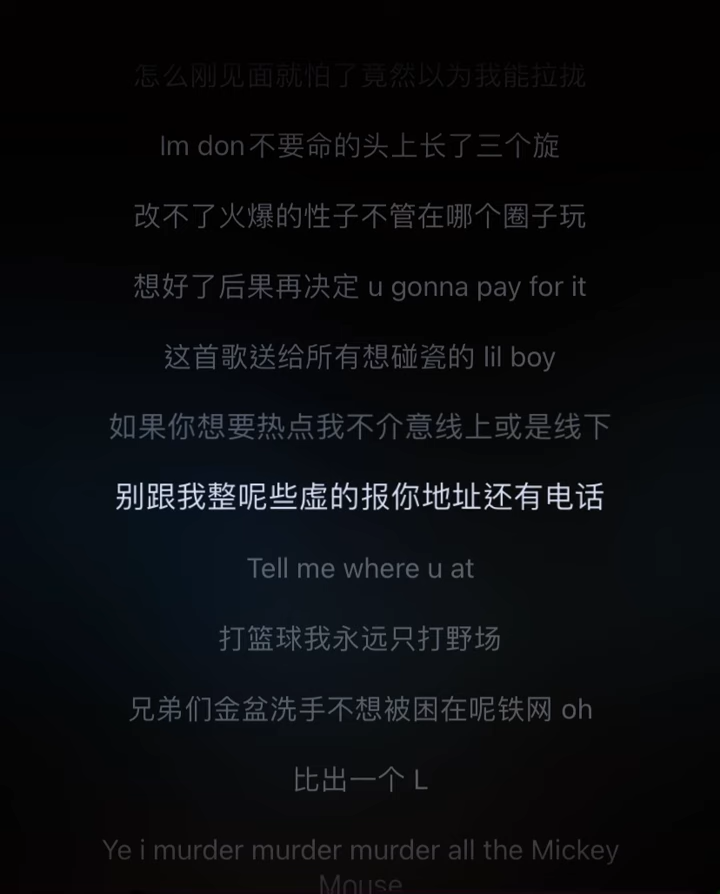 怎么刚见面就怕了竟然以为我能拉拢
Im don不要命的头上长了三个旋
改不了火爆的性子不管在哪个圈子玩
想好了后果再决定 u gonna pay for it
这首歌送给所有想碰瓷的 lil boy
如果你想要热点我不介意线上或是线下
别跟我整呢些虚的报你地址还有电话
Tell me where u at
打篮球我永远只打野场
兄弟们金盆洗手不想被困在呢铁网 oh
比出一个 L
Ye i murder murder murder all the Mickey
Mouse